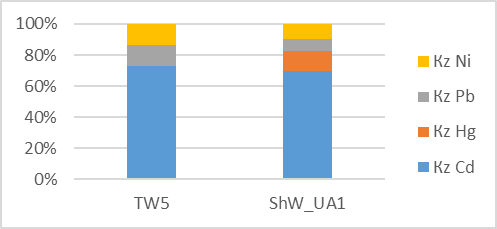 100%
80%
60%
40%
20%
0%
TW5
ShW_UA1
Kz Ni
Kz Pb
Kz Hg
Kz Cd